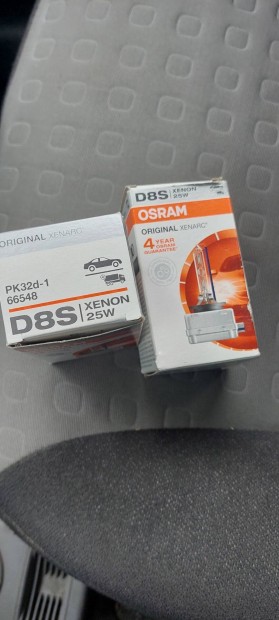 ORIGINAL XENARC
PK32d-1
66548
D8S XENON
25W
D8S XENON
25W
OSRAM
ORIGINAL XENARC
4 YEAR
OSRAM
GUARANTEE